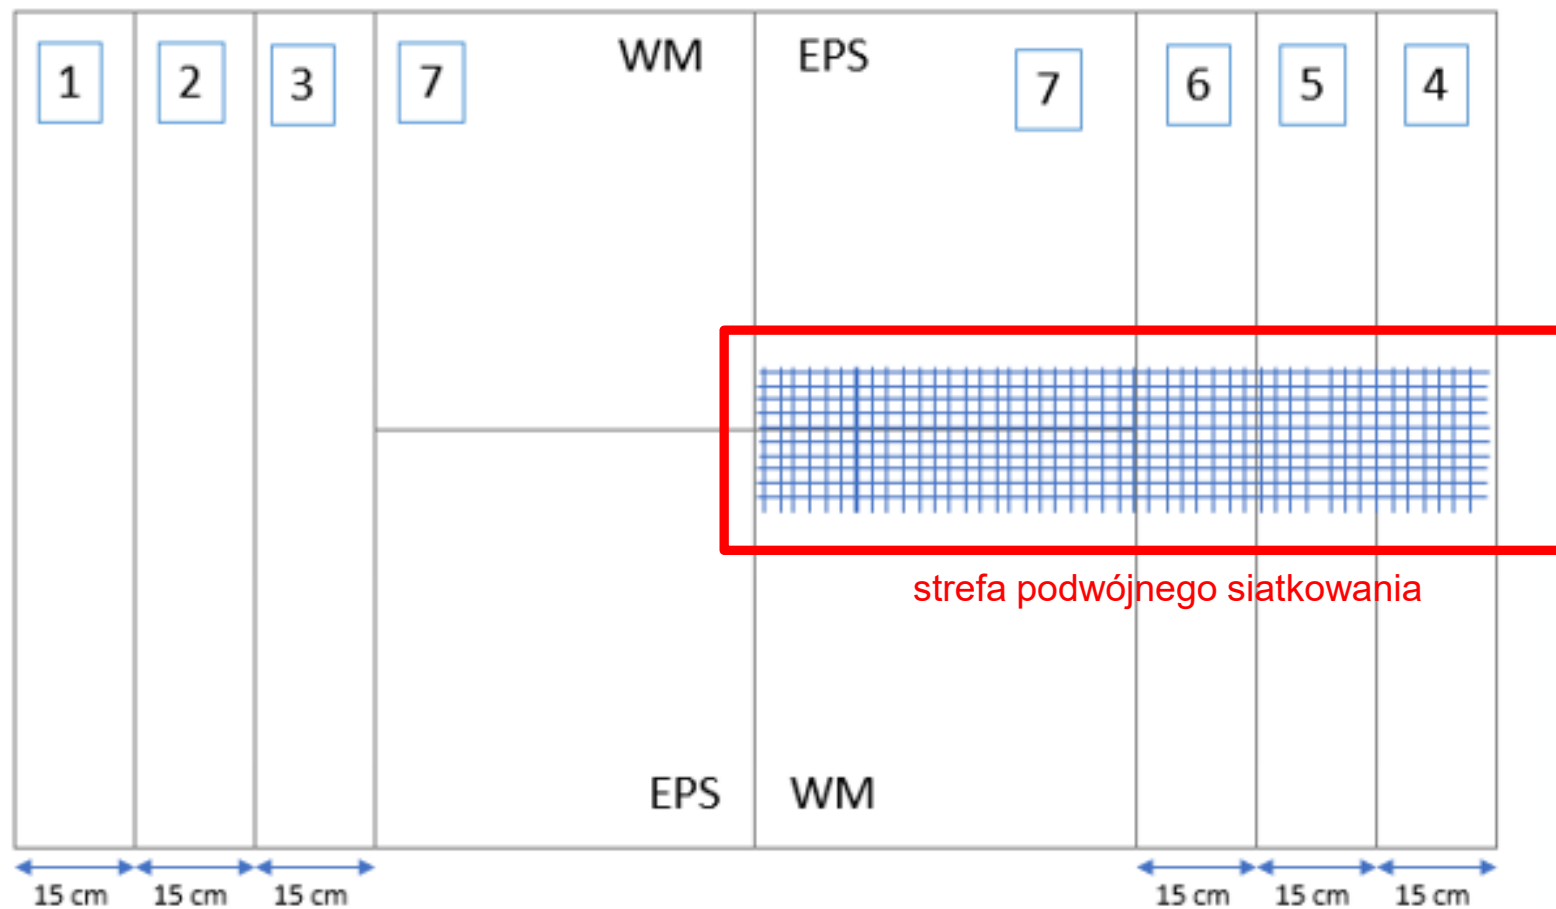 1 2 3 7 WM EPS 7 6 5 4
strefa podwójnego siatkowania
EPS WM
15 cm 15 cm 15 cm 15 cm 15 cm 15 cm